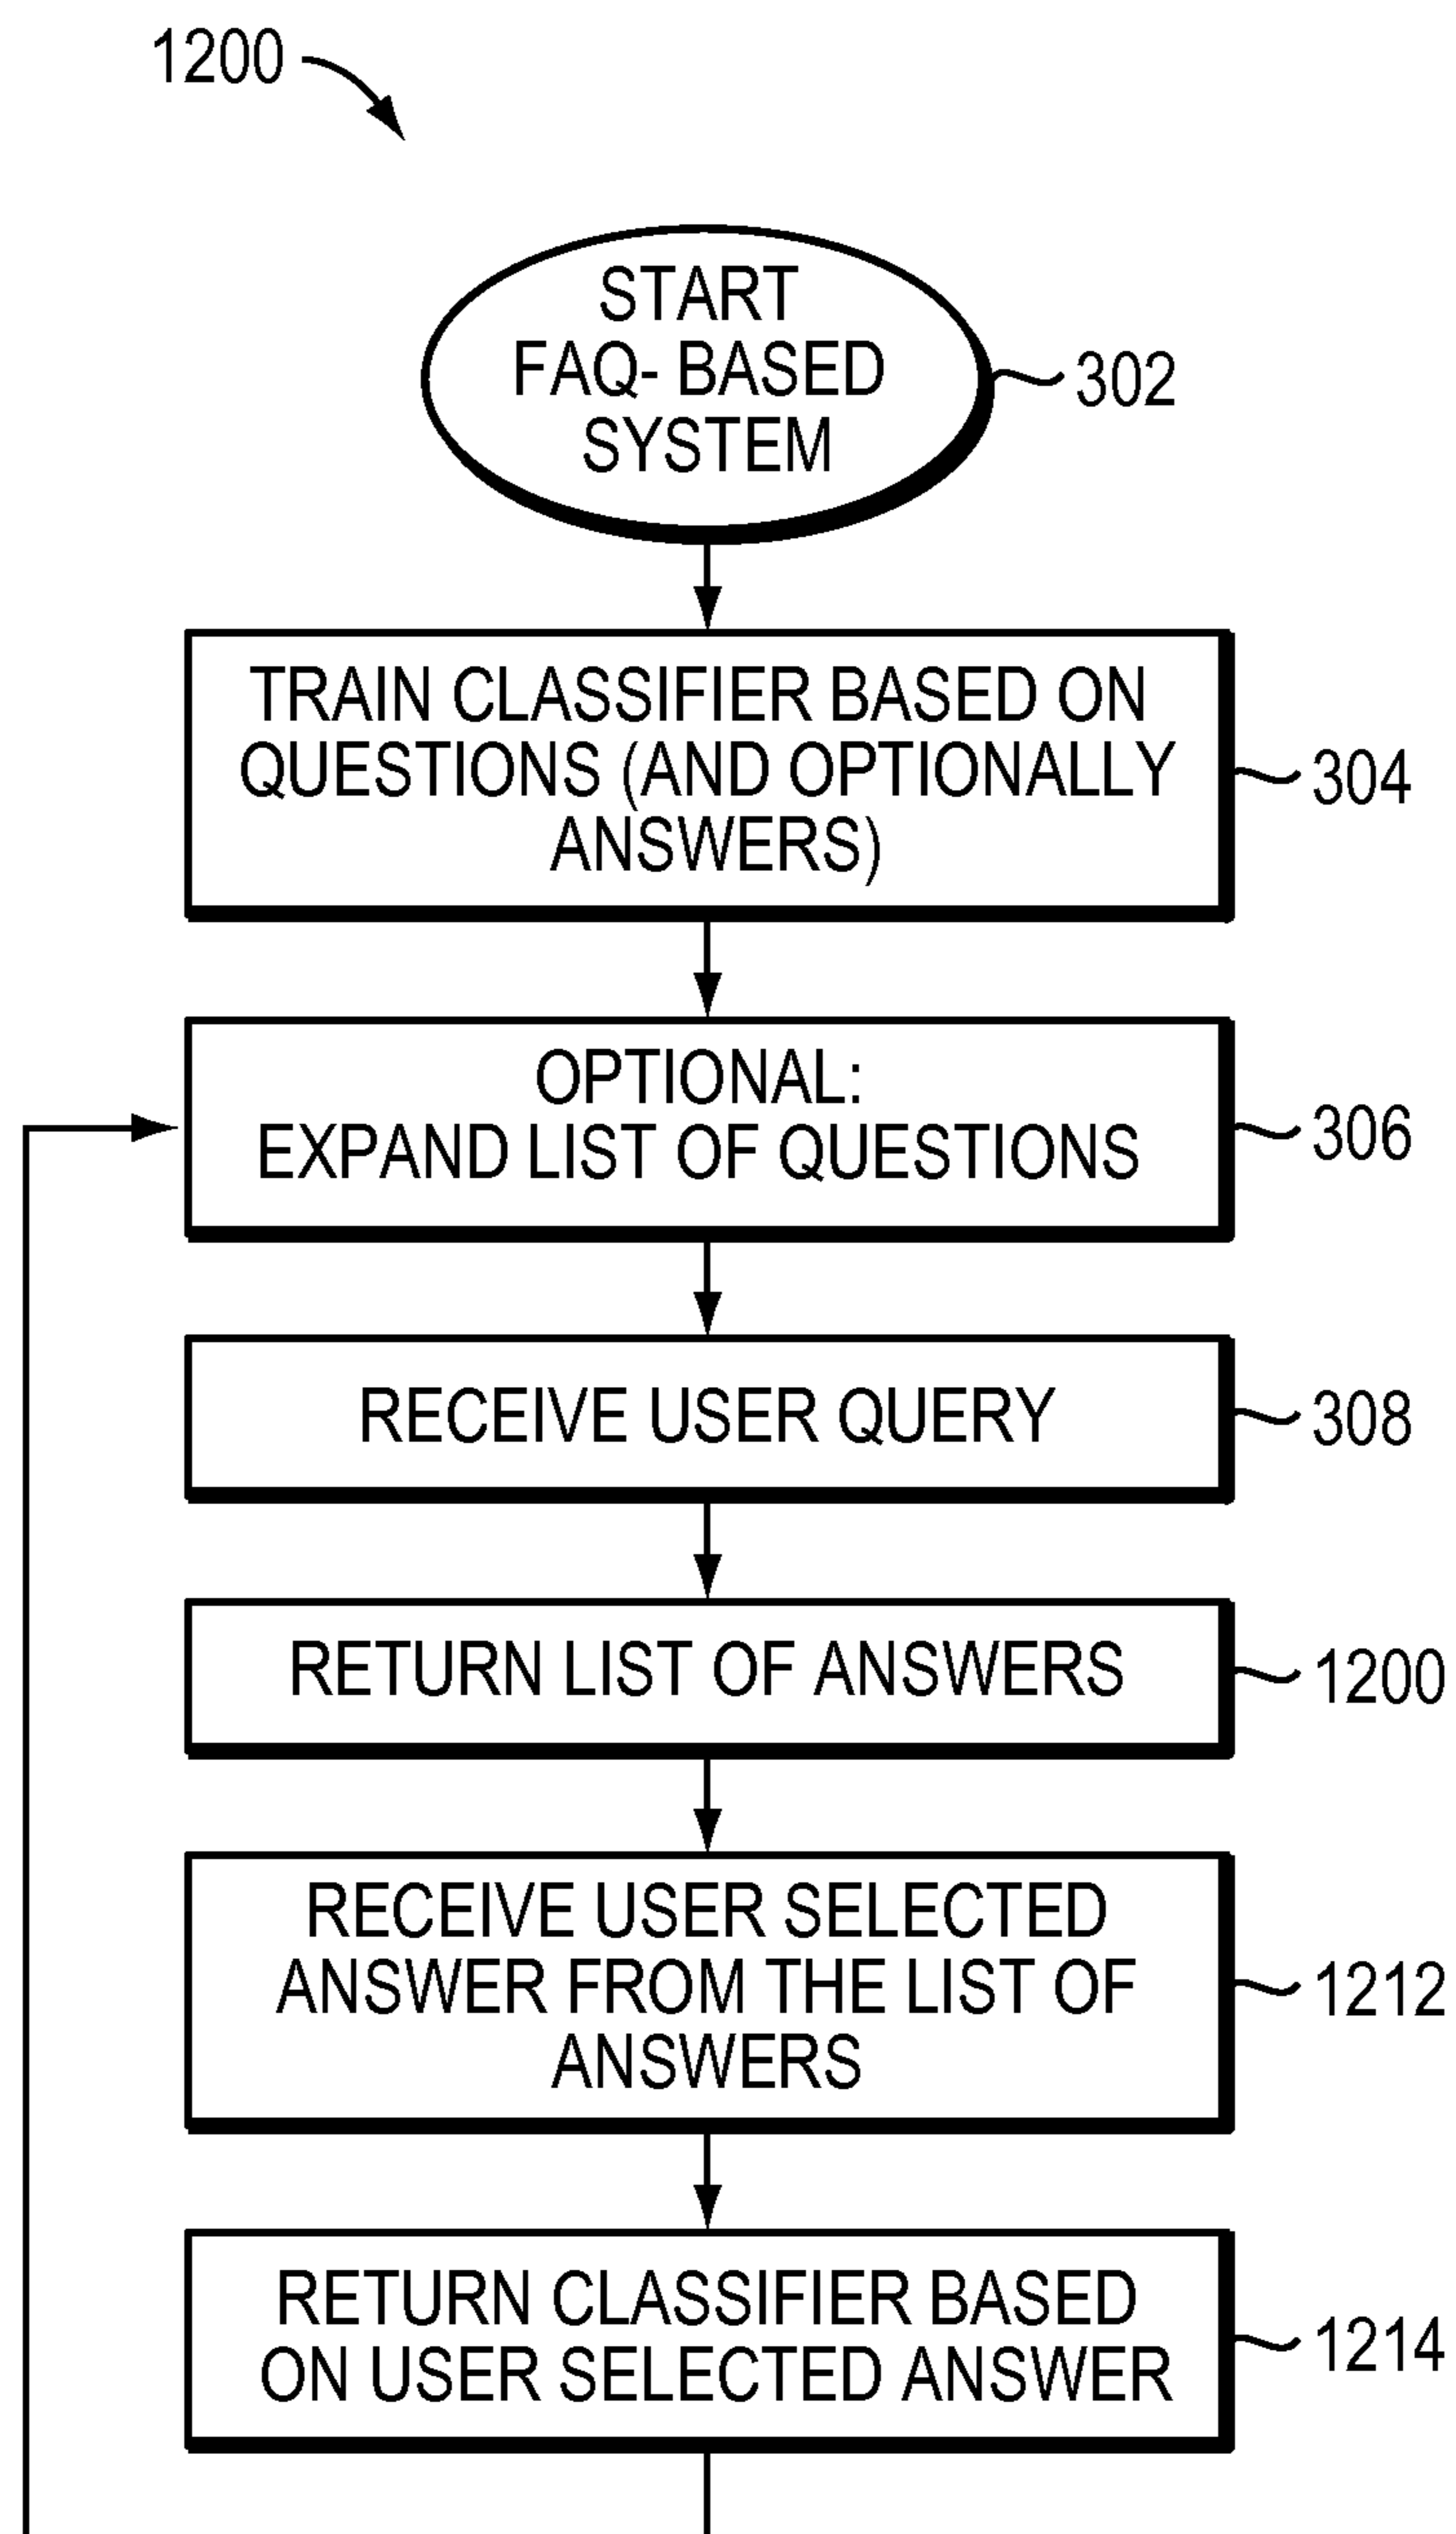 1200
START
FAQ- BASED
SYSTEM
302
TRAIN CLASSIFIER BASED ON
QUESTIONS (AND OPTIONALLY
ANSWERS)
304
OPTIONAL:
EXPAND LIST OF QUESTIONS
306
RECEIVE USER QUERY
308
RETURN LIST OF ANSWERS
1200
RECEIVE USER SELECTED
ANSWER FROM THE LIST OF
ANSWERS
1212
RETURN CLASSIFIER BASED
ON USER SELECTED ANSWER
1214